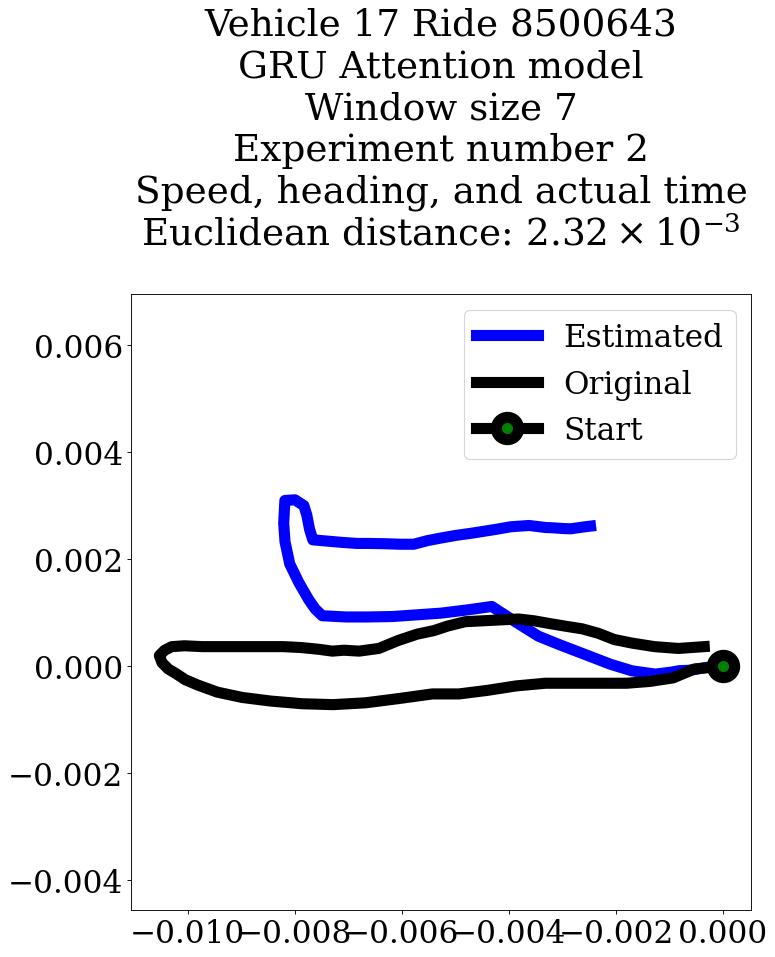 Vehicle 17 Ride 8500643
GRU Attention model
Window size 7
Experiment number 2
Speed, heading, and actual time
Euclidean distance: 2.32 × 10⁻³
Estimated
Original
Start
0.006
0.004
0.002
0.000
−0.002
−0.004
−0.010 −0.008 −0.006 −0.004 −0.002 0.000